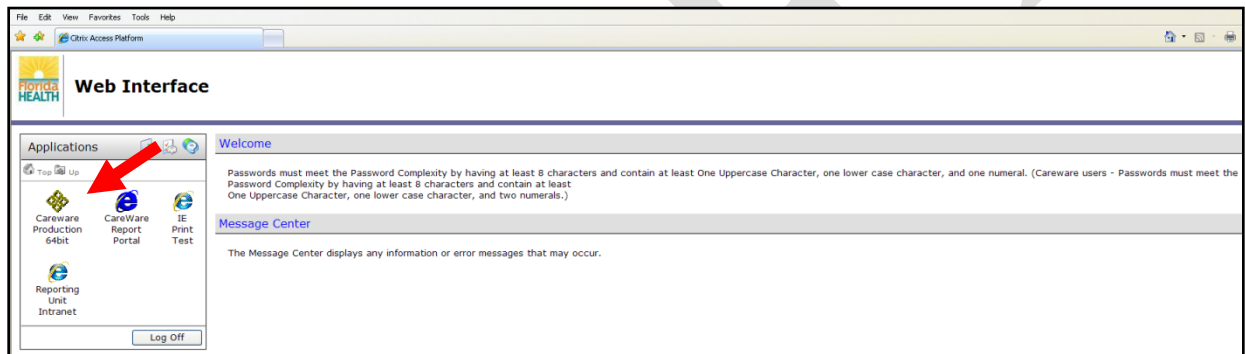 File Edit View Favorites Tools Help
Citrix Access Platform
Florida
HEALTH
Web Interface
Applications
Top Up
Careware
Production
64bit
CareWare
Report
Portal
IE
Print
Test
Reporting
Unit
Intranet
Log Off
Welcome
Passwords must meet the Password Complexity by having at least 8 characters and contain at least One Uppercase Character, one lower case character, and one numeral. (Careware users - Passwords must meet the
Password Complexity by having at least 8 characters and contain at least
One Uppercase Character, one lower case character, and two numerals.)
Message Center
The Message Center displays any information or error messages that may occur.